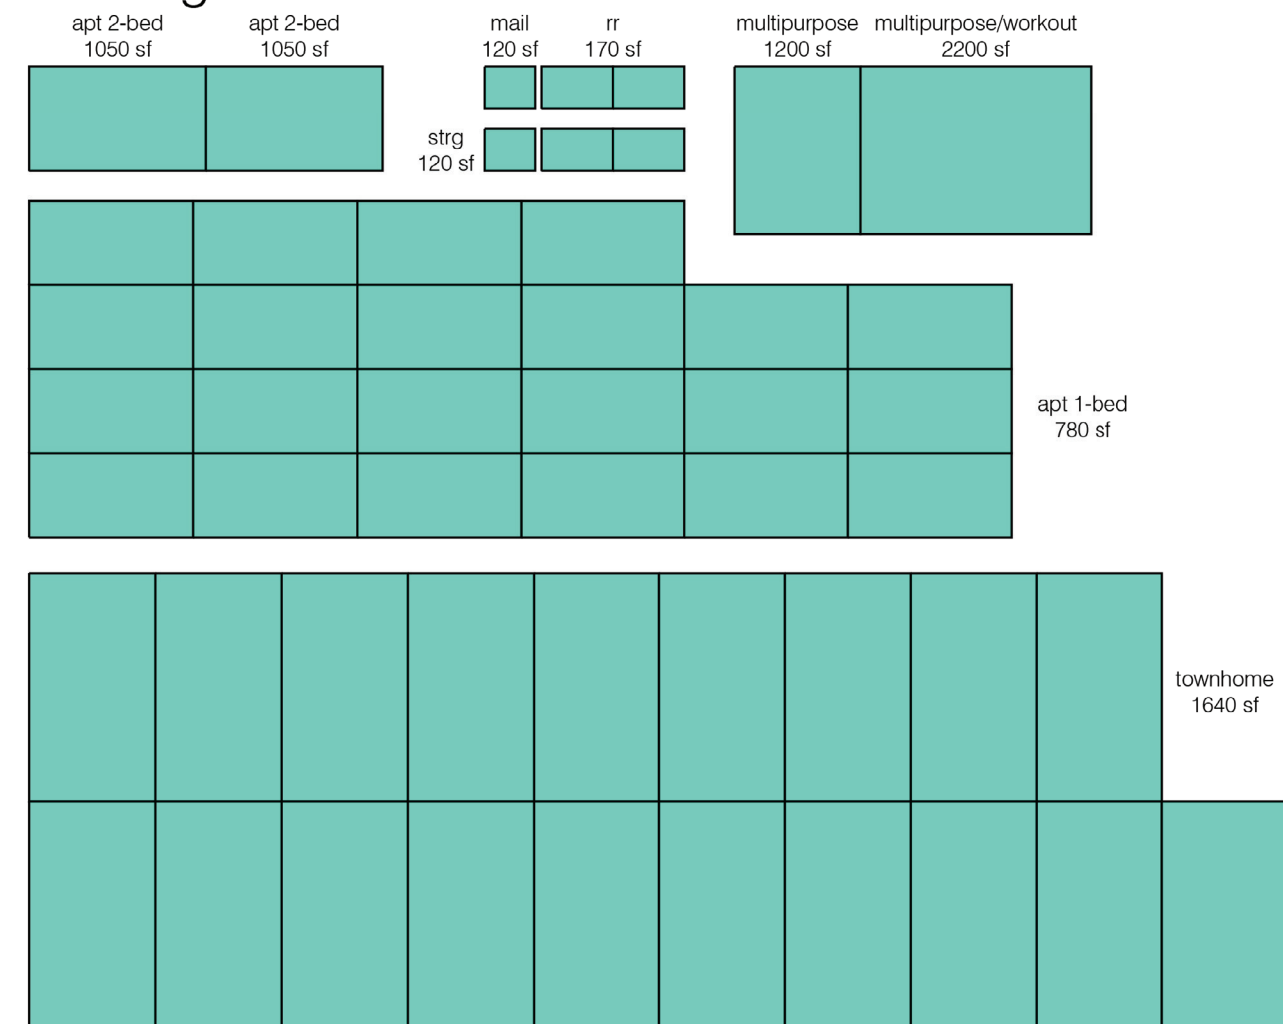 apt 2-bed
1050 sf
apt 2-bed
1050 sf
mail
120 sf
rr
170 sf
multipurpose
1200 sf
multipurpose/workout
2200 sf
strg
120 sf
apt 1-bed
780 sf
townhome
1640 sf